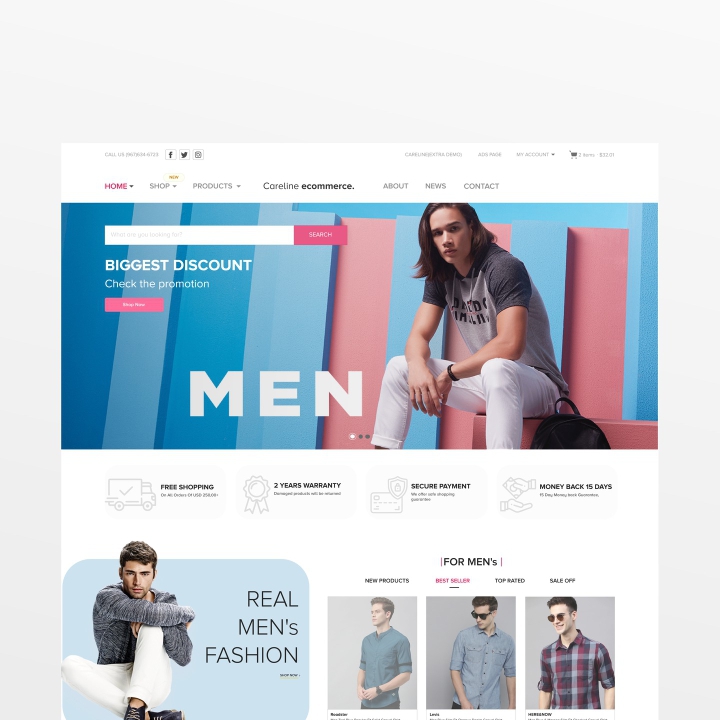 CALL US (967)634-6733
CARELINE(EXTRA DEMO)
ADS PAGE
MY ACCOUNT
2 items - $32.01
NEW
HOME
SHOP
PRODUCTS
Careline ecommerce.
ABOUT
NEWS
CONTACT
What are you looking for?
SEARCH
BIGGEST DISCOUNT
Check the promotion
Shop Now
MEN
FREE SHOPPING
On ALL Orders Of USD 250,00+
2 YEARS WARRANTY
Damaged products will be returned
SECURE PAYMENT
We offer safe shopping
guarantee
MONEY BACK 15 DAYS
15 Day Money back Guarantee.
REAL
MEN's
FASHION
SHOP NOW
|FOR MEN's |
NEW PRODUCTS
BEST SELLER
TOP RATED
SALE OFF
Roadster
Levis
HERE&NOW